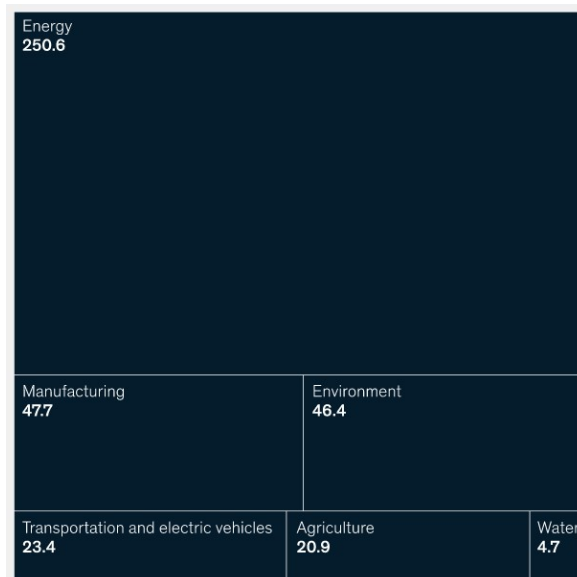 Energy
250.6
Manufacturing
47.7
Environment
46.4
Transportation and electric vehicles
23.4
Agriculture
20.9
Water
4.7